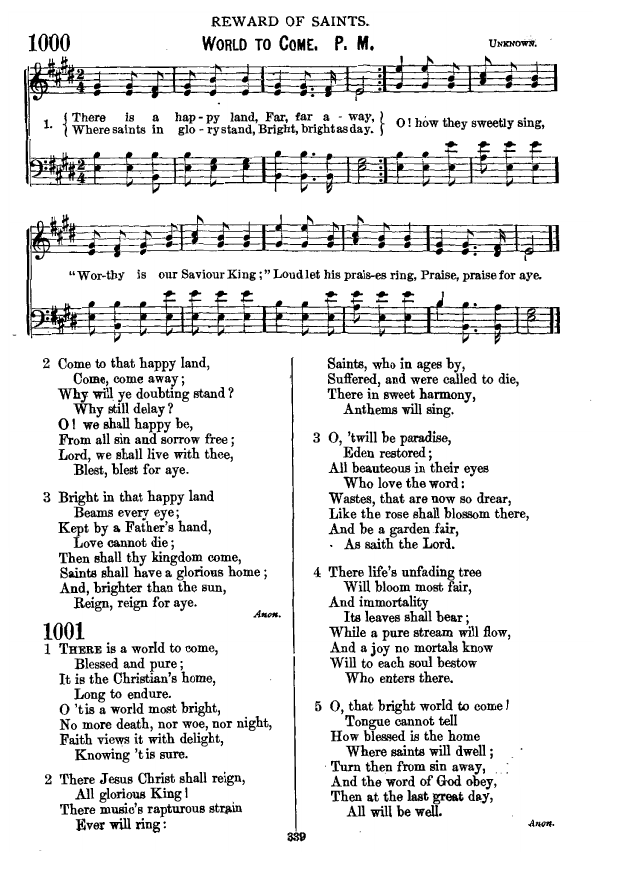 REWARD OF SAINTS.
1000
WORLD TO COME. P. M.
UNKNOWN.
1. { There is a hap-py land, Far, far a-way, }
{ Where saints in glo-ry stand, Bright, bright as day. } O! how they sweetly sing,
"Wor-thy is our Saviour King;" Loud let his prais-es ring, Praise, praise for aye.
2 Come to that happy land,
Come, come away;
Why will ye doubting stand?
Why still delay?
O! we shall happy be,
From all sin and sorrow free;
Lord, we shall live with thee,
Blest, blest for aye.
3 Bright in that happy land
Beams every eye;
Kept by a Father's hand,
Love cannot die;
Then shall thy kingdom come,
Saints shall have a glorious home;
And, brighter than the sun,
Reign, reign for aye.
Anon.
1001
1 THERE is a world to come,
Blessed and pure;
It is the Christian's home,
Long to endure.
O 'tis a world most bright,
No more death, nor woe, nor night,
Faith views it with delight,
Knowing 't is sure.
2 There Jesus Christ shall reign,
All glorious King!
There music's rapturous strain
Ever will ring:
Saints, who in ages by,
Suffered, and were called to die,
There in sweet harmony,
Anthems will sing.
3 O, 'twill be paradise,
Eden restored;
All beauteous in their eyes
Who love the word:
Wastes, that are now so drear,
Like the rose shall blossom there,
And be a garden fair,
As saith the Lord.
4 There life's unfading tree
Will bloom most fair,
And immortality
Its leaves shall bear;
While a pure stream will flow,
And a joy no mortals know
Will to each soul bestow
Who enters there.
5 O, that bright world to come!
Tongue cannot tell
How blessed is the home
Where saints will dwell;
Turn then from sin away,
And the word of God obey,
Then at the last great day,
All will be well.
Anon.
339